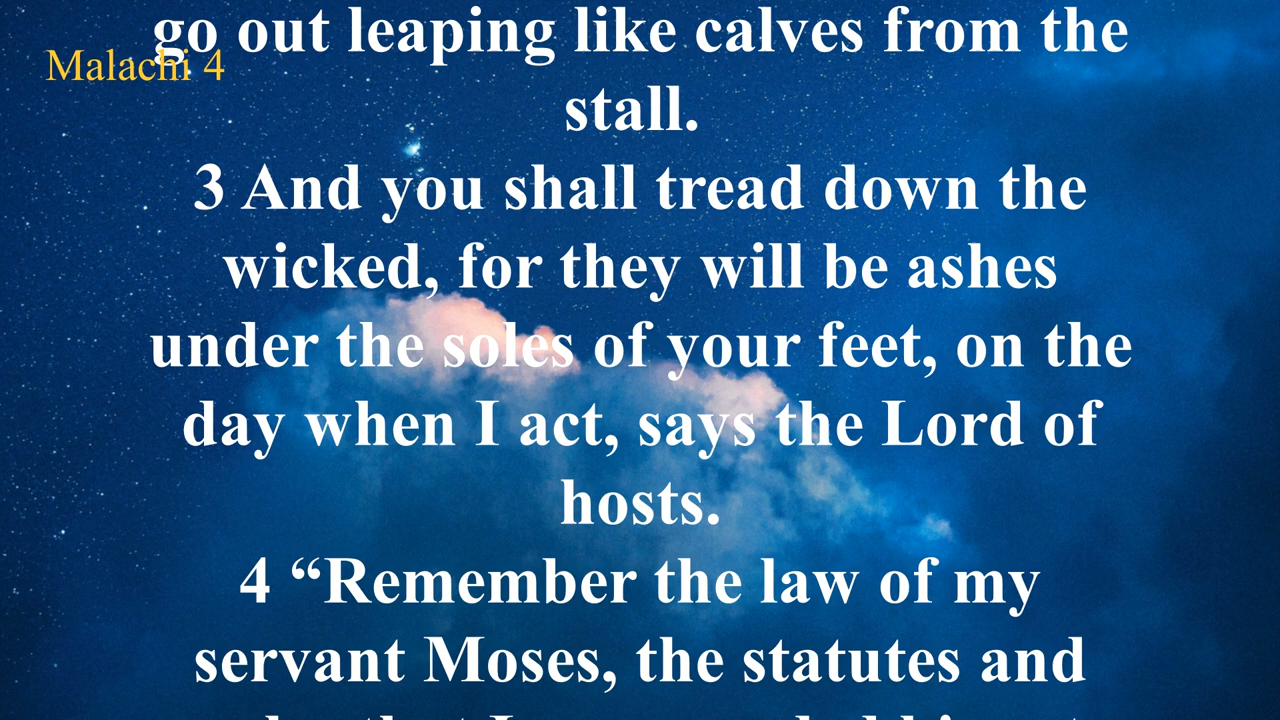 go out leaping like calves from the
Malachi 4
stall.
3 And you shall tread down the
wicked, for they will be ashes
under the soles of your feet, on the
day when I act, says the Lord of
hosts.
4 “Remember the law of my
servant Moses, the statutes and